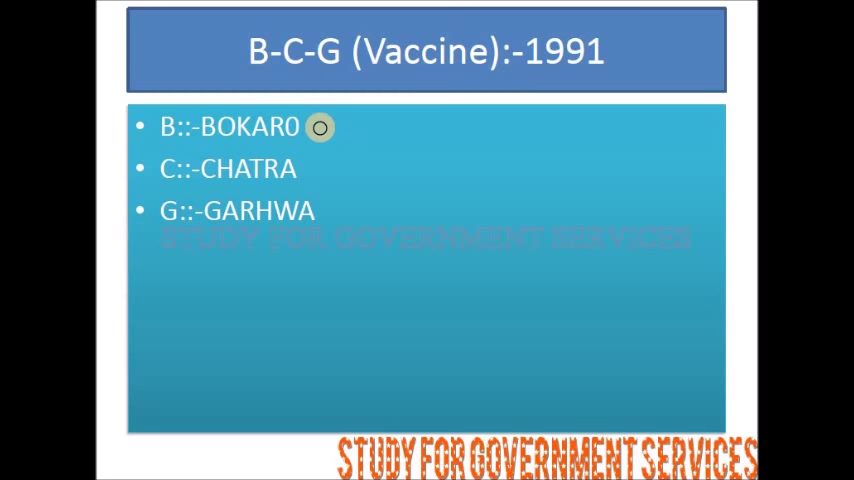 B-C-G (Vaccine):-1991
• B::-BOKAR0
• C::-CHATRA
• G::-GARHWA
STUDY FOR GOVERNMENT SERVICES
STUDY FOR GOVERNMENT SERVICES